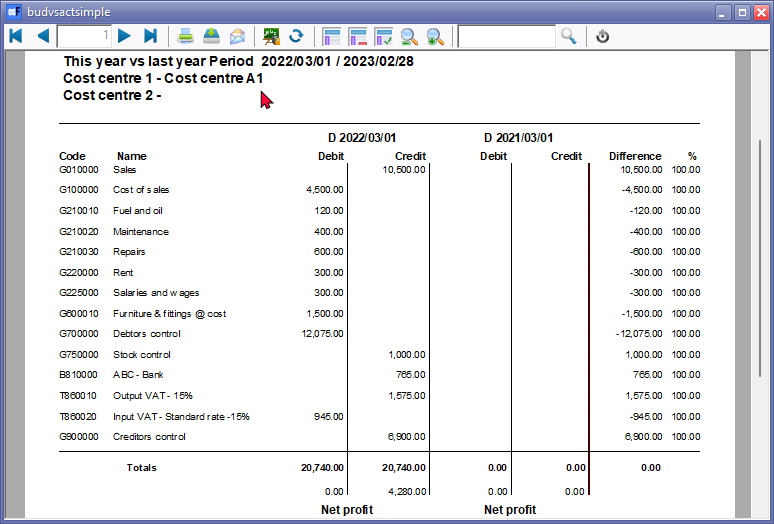 budvsactsimple
1
This year vs last year Period 2022/03/01 / 2023/02/28
Cost centre 1 - Cost centre A1
Cost centre 2 -
D 2022/03/01 D 2021/03/01
Code Name Debit Credit Debit Credit Difference %
G010000 Sales 10,500.00 10,500.00 100.00
G100000 Cost of sales 4,500.00 -4,500.00 100.00
G210010 Fuel and oil 120.00 -120.00 100.00
G210020 Maintenance 400.00 -400.00 100.00
G210030 Repairs 600.00 -600.00 100.00
G220000 Rent 300.00 -300.00 100.00
G225000 Salaries and wages 300.00 -300.00 100.00
G600010 Furniture & fittings @ cost 1,500.00 -1,500.00 100.00
G700000 Debtors control 12,075.00 -12,075.00 100.00
G750000 Stock control 1,000.00 1,000.00 100.00
B810000 ABC - Bank 765.00 765.00 100.00
T860010 Output VAT - 15% 1,575.00 1,575.00 100.00
T860020 Input VAT - Standard rate -15% 945.00 -945.00 100.00
G900000 Creditors control 6,900.00 6,900.00 100.00
Totals 20,740.00 20,740.00 0.00 0.00 0.00
0.00 4,280.00 0.00 0.00
Net profit Net profit